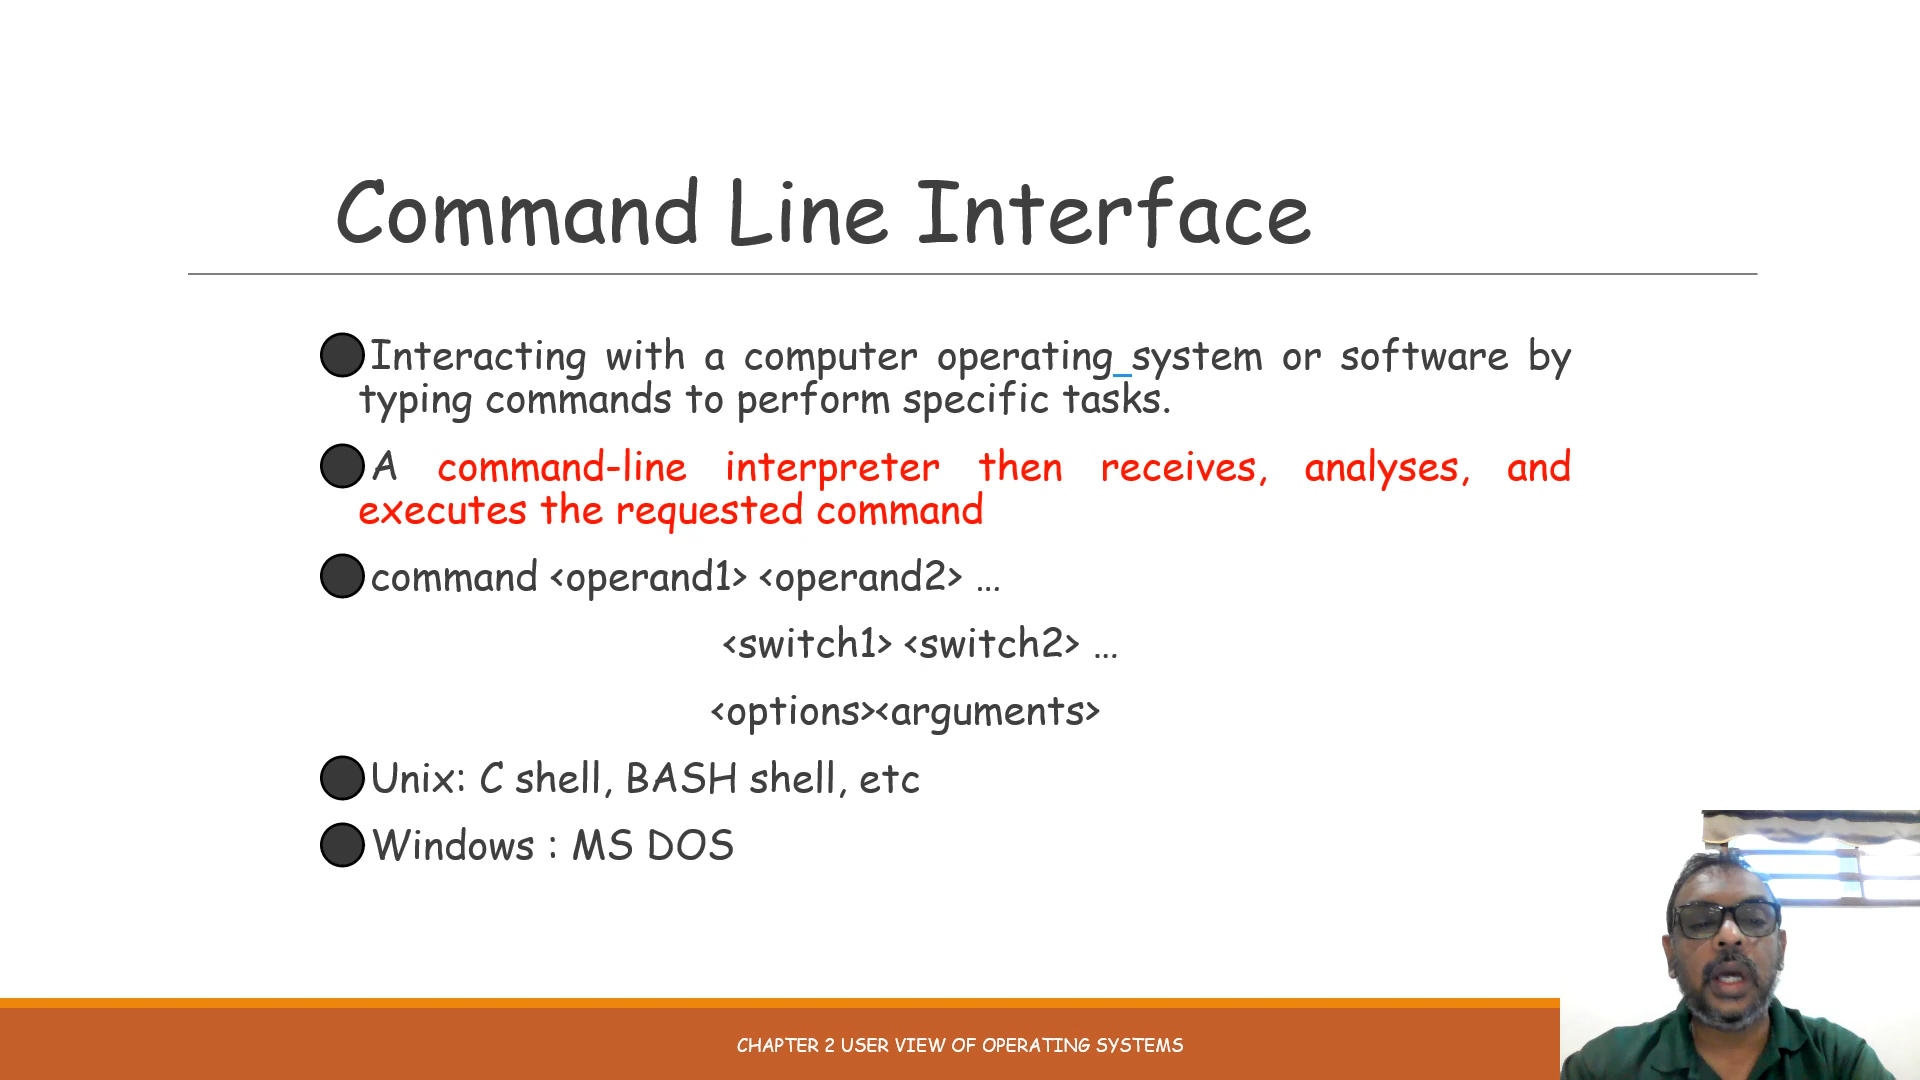 Command Line Interface
Interacting with a computer operating system or software by
typing commands to perform specific tasks.
A command-line interpreter then receives, analyses, and
executes the requested command
command <operand1> <operand2> ...
<switch1> <switch2> ...
<options><arguments>
Unix: C shell, BASH shell, etc
Windows : MS DOS
CHAPTER 2 USER VIEW OF OPERATING SYSTEMS